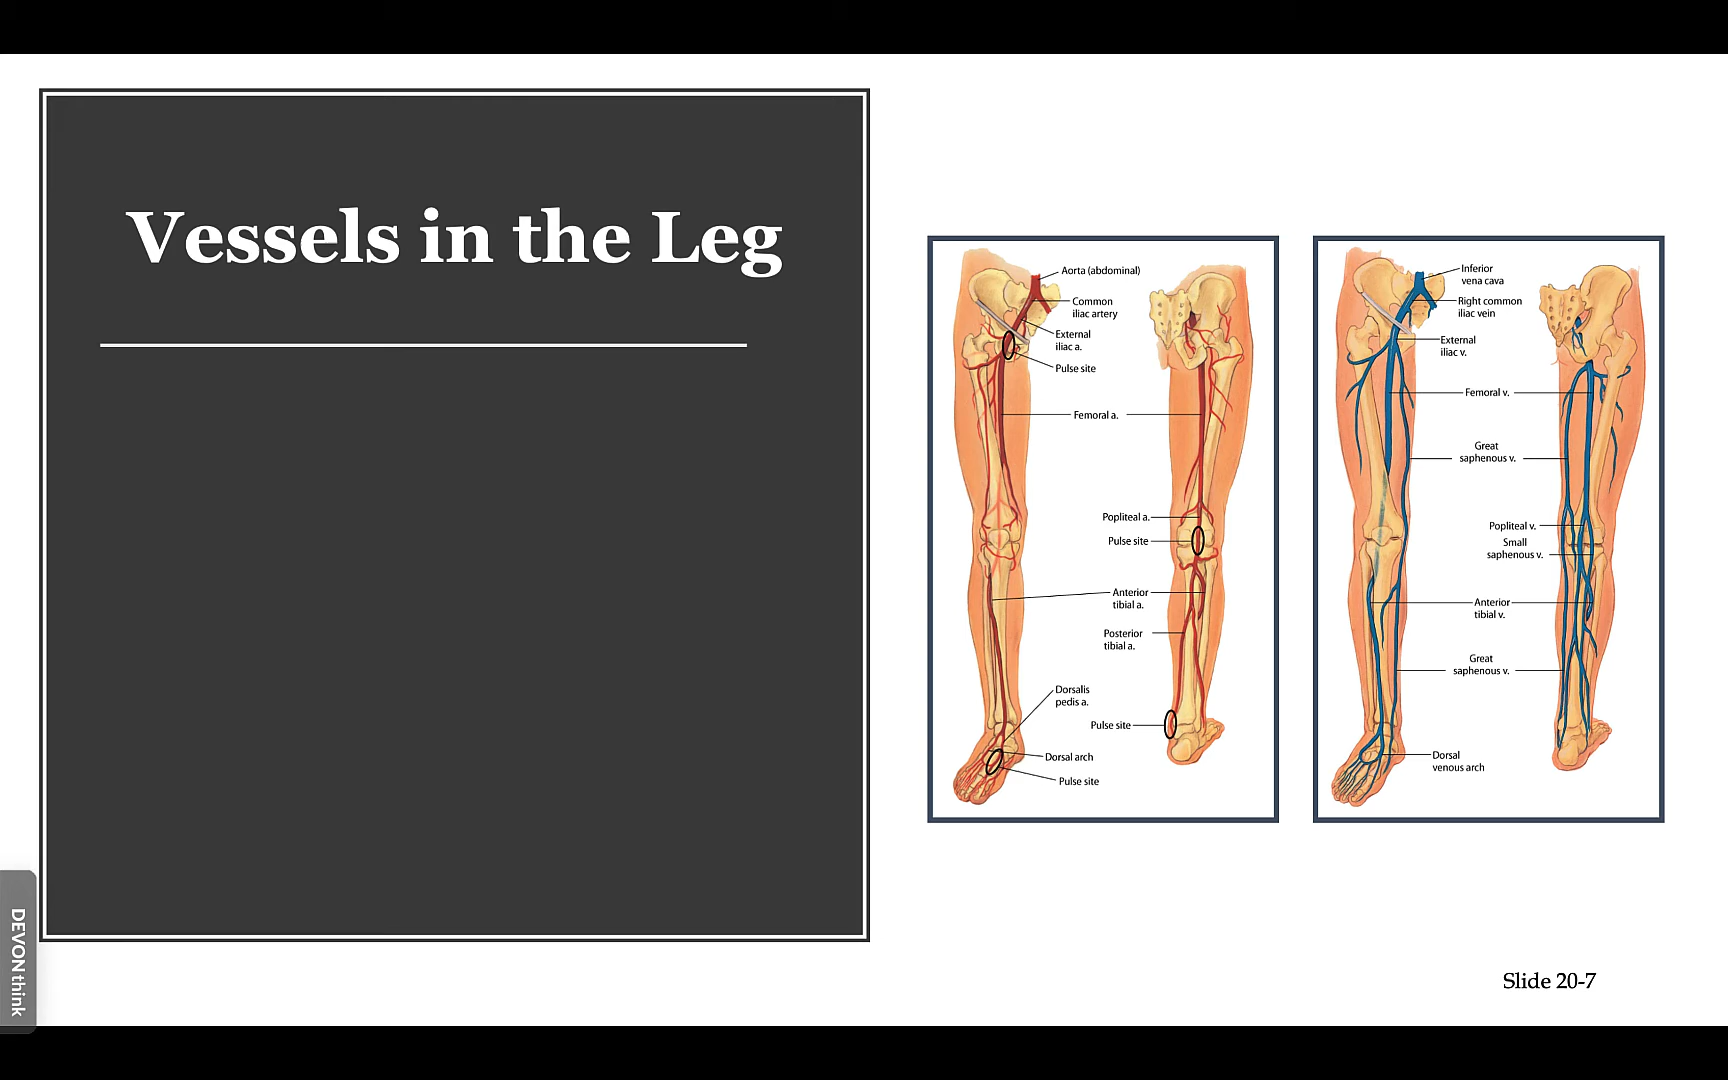 Vessels in the Leg
Aorta (abdominal)
Common
iliac artery
External
iliac a.
Pulse site
Femoral a.
Popliteal a.
Pulse site
Anterior
tibial a.
Posterior
tibial a.
Dorsalis
pedis a.
Pulse site
Dorsal arch
Pulse site
Inferior
vena cava
Right common
iliac vein
External
iliac v.
Femoral v.
Great
saphenous v.
Popliteal v.
Small
saphenous v.
Anterior
tibial v.
Great
saphenous v.
Dorsal
venous arch
DEVONthink
Slide 20-7